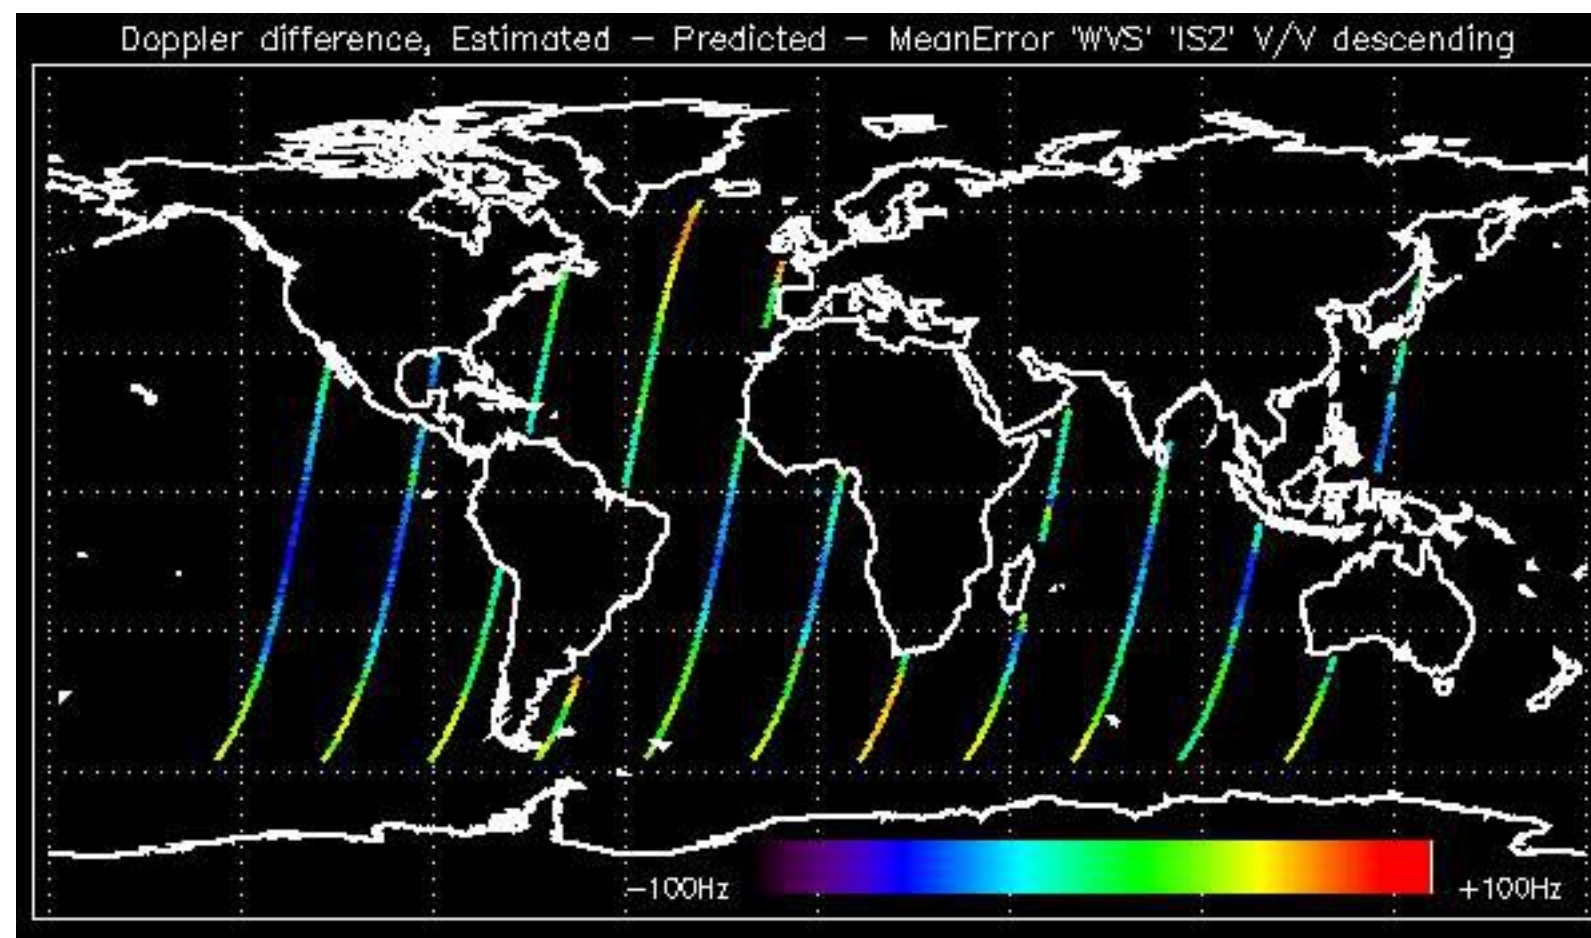 Doppler difference, Estimated − Predicted − MeanError 'WVS' 'IS2' V/V descending
−100Hz
+100Hz